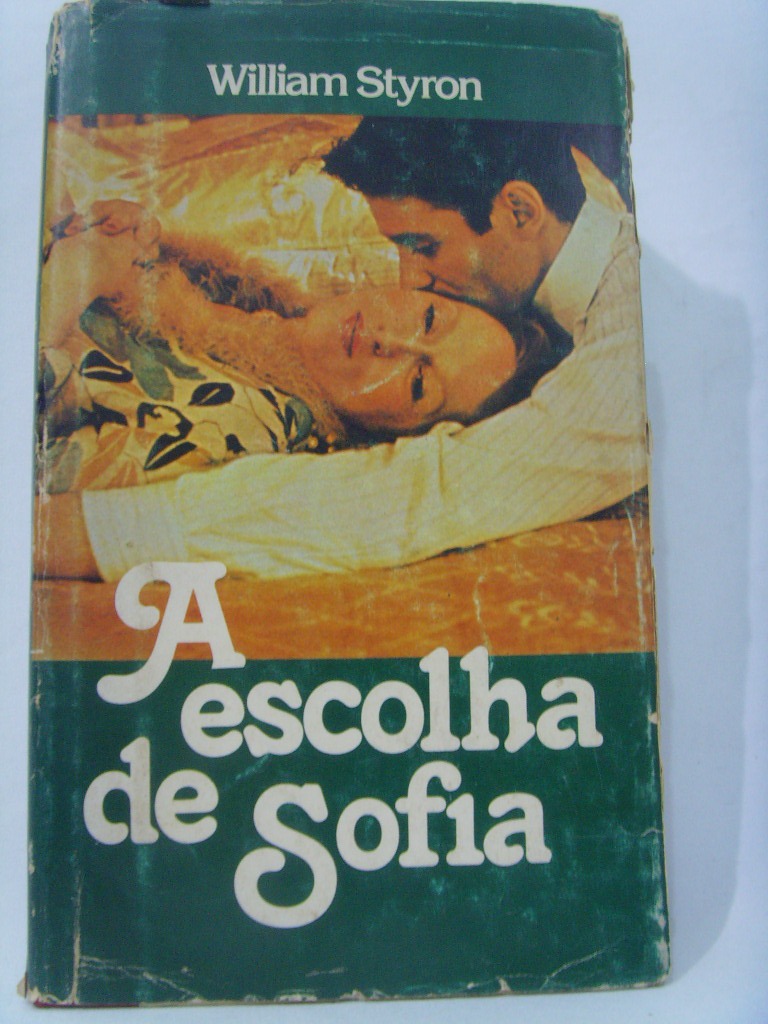 William Styron
A
escolha
de
Sofia